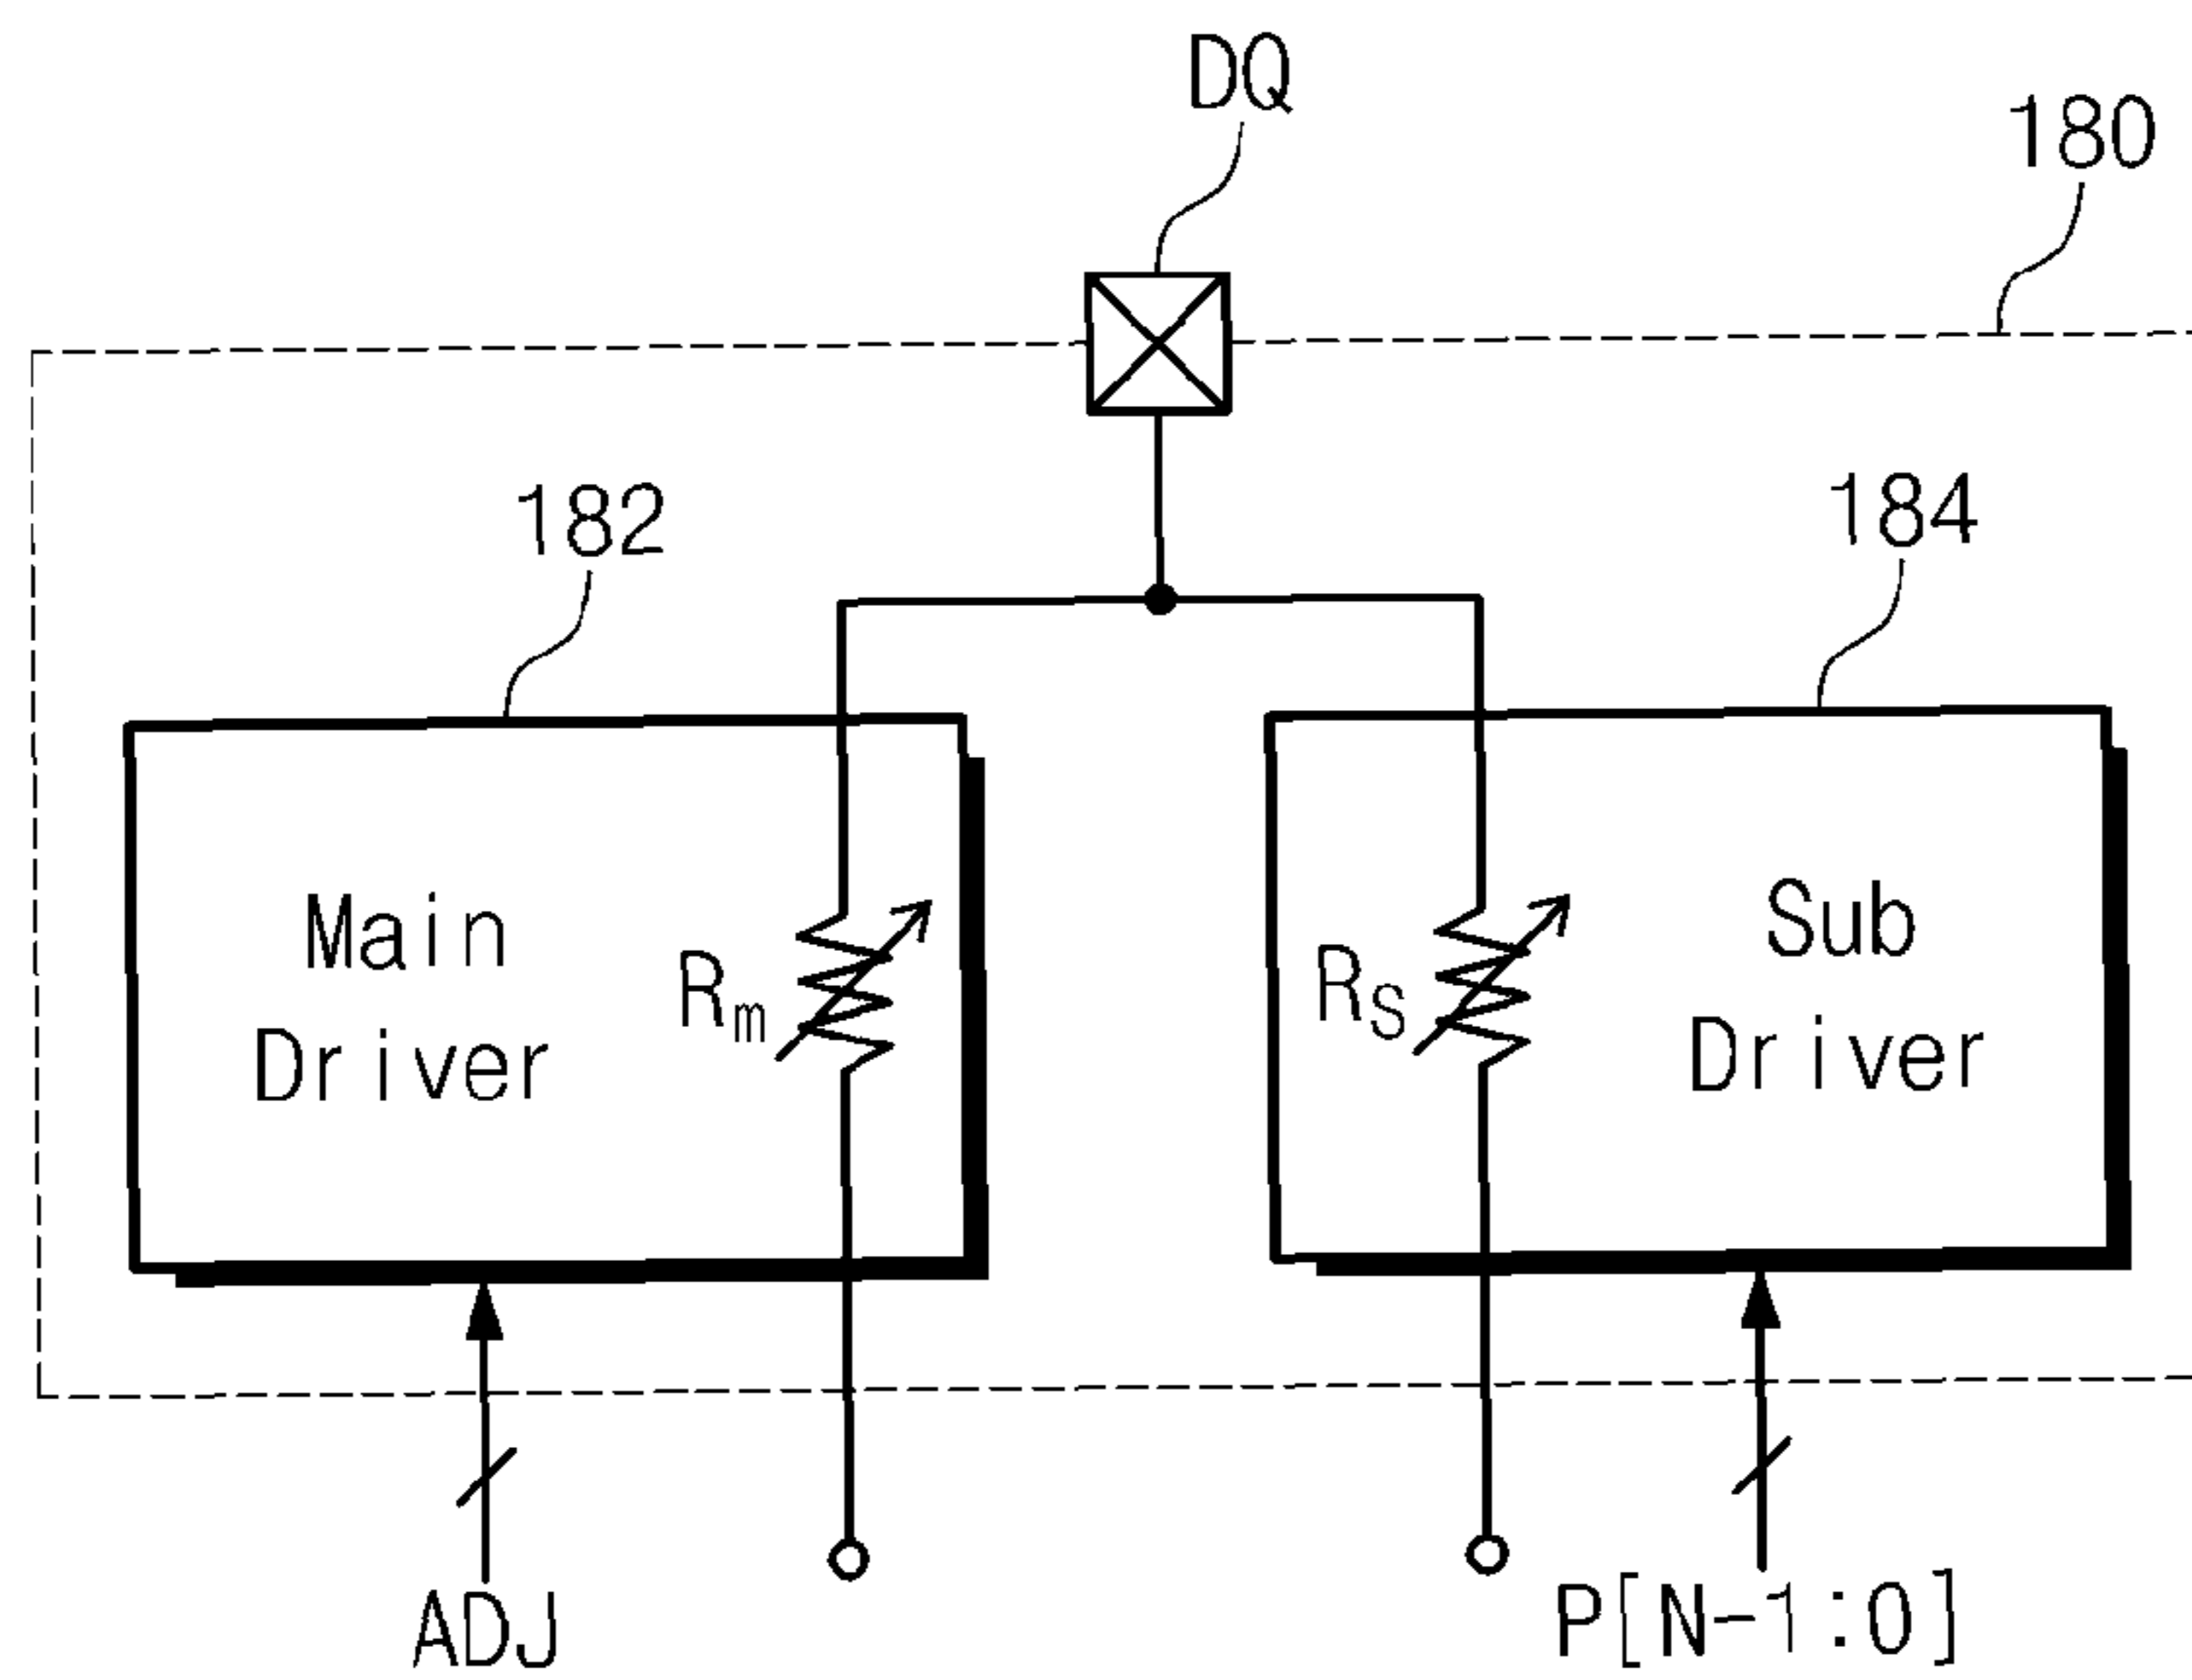 DQ
180
182
184
Main
Driver
Rm
RS
Sub
Driver
ADJ
P[N-1:0]